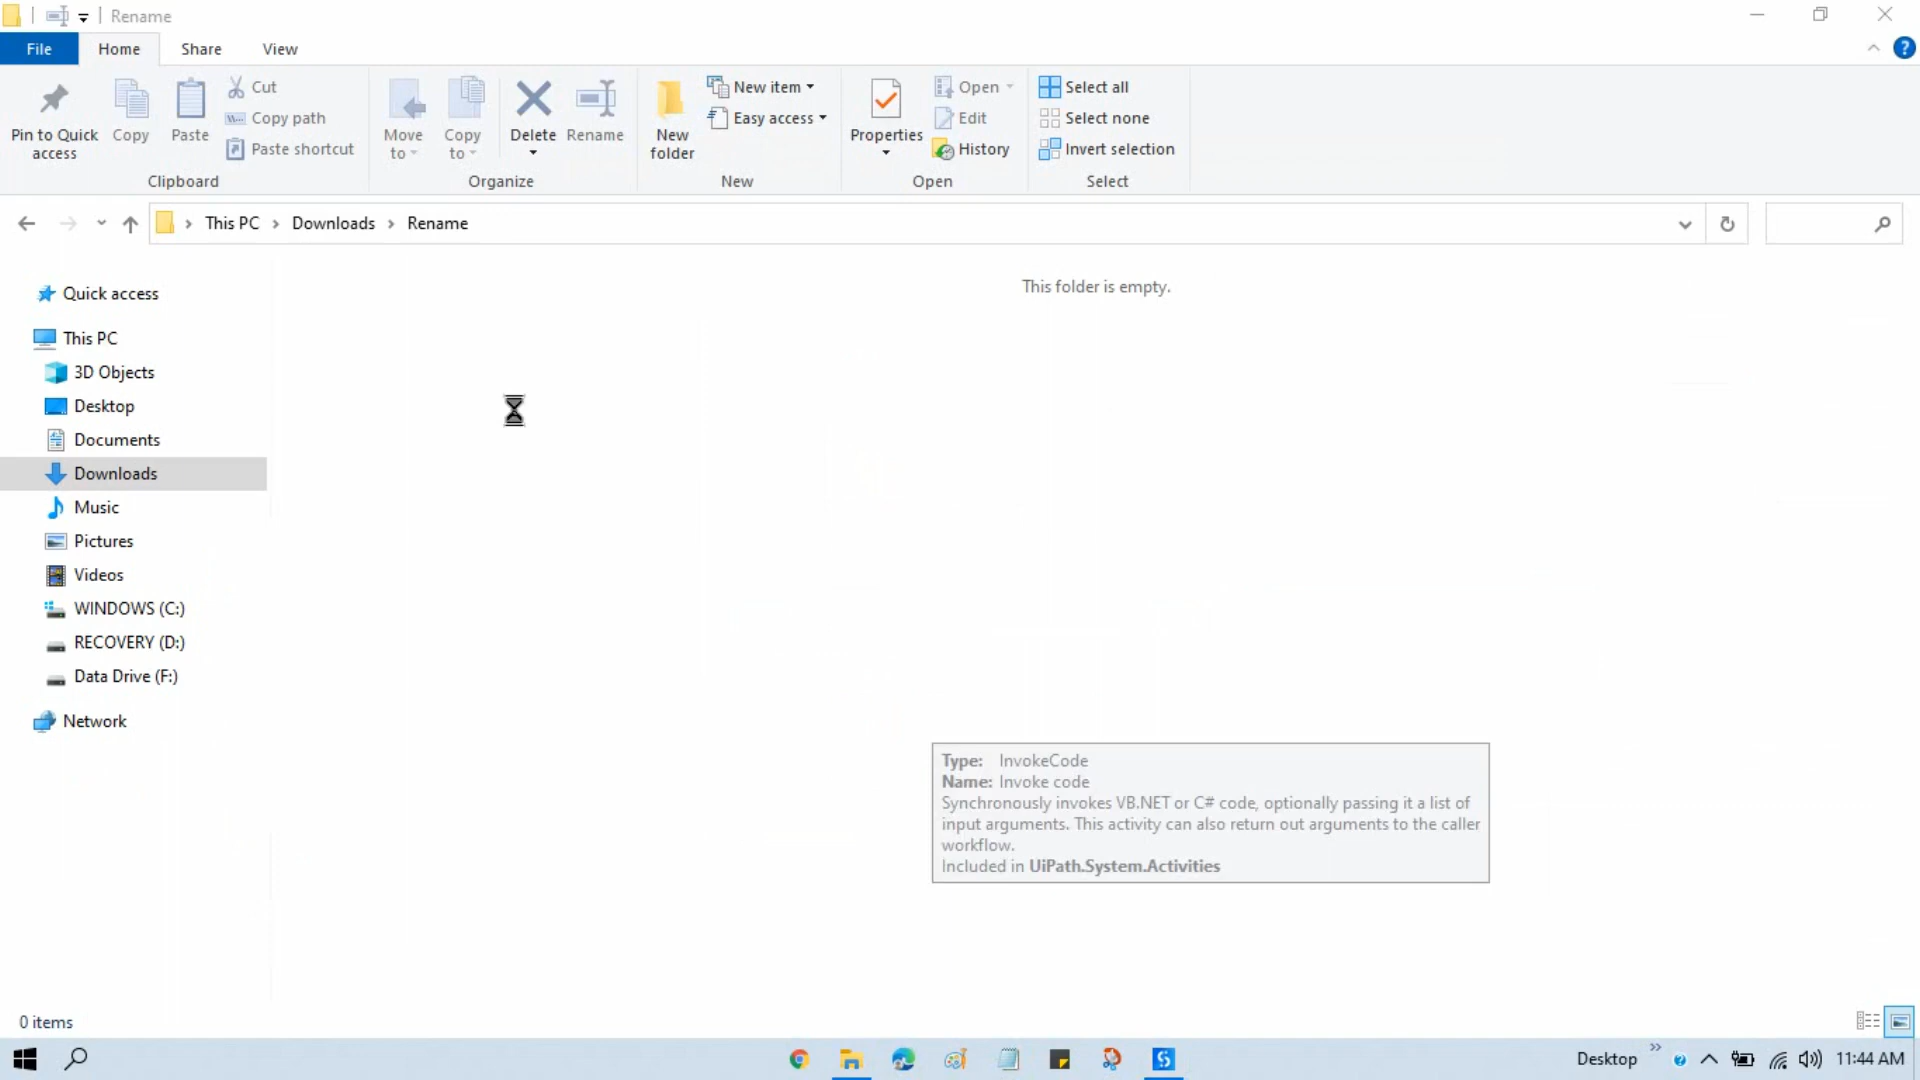 Rename
File
Home
Share
View
Pin to Quick
access
Copy
Paste
Cut
Copy path
Paste shortcut
Clipboard
Move
to
Copy
to
Delete
Rename
Organize
New
folder
New item
Easy access
New
Properties
Open
Edit
History
Open
Select all
Select none
Invert selection
Select
This PC
Downloads
Rename
This folder is empty.
Quick access
This PC
3D Objects
Desktop
Documents
Downloads
Music
Pictures
Videos
WINDOWS (C:)
RECOVERY (D:)
Data Drive (F:)
Network
Type: InvokeCode
Name: Invoke code
Synchronously invokes VB.NET or C# code, optionally passing it a list of
input arguments. This activity can also return out arguments to the caller
workflow.
Included in UiPath.System.Activities
0 items
Desktop
11:44 AM